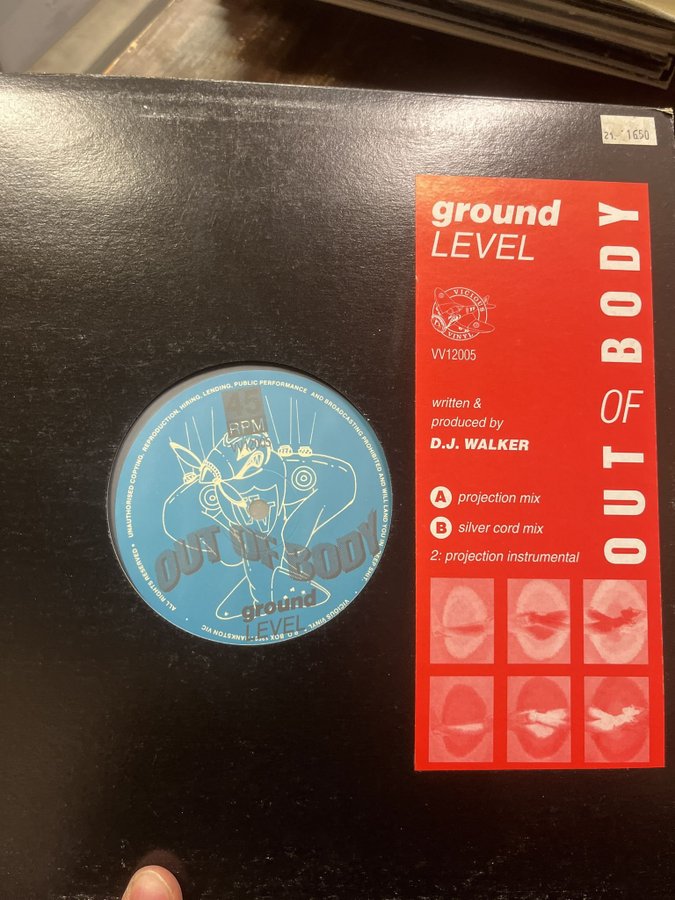 21.- 1650
ground
LEVEL
OUT OF BODY
VICIOUS
VINYL
VV12005
written &
produced by
D.J. WALKER
A projection mix
B silver cord mix
2: projection instrumental
45
RPM
UNAUTHORISED COPYING, REPRODUCTION, HIRING, LENDING, PUBLIC PERFORMANCE AND BROADCASTING PROHIBITED AND WILL LAND YOU IN
ALL RIGHTS RESERVED
OUT OF BODY
ground
LEVEL
VICIOUS VINYL
P.O. BOX
VIC